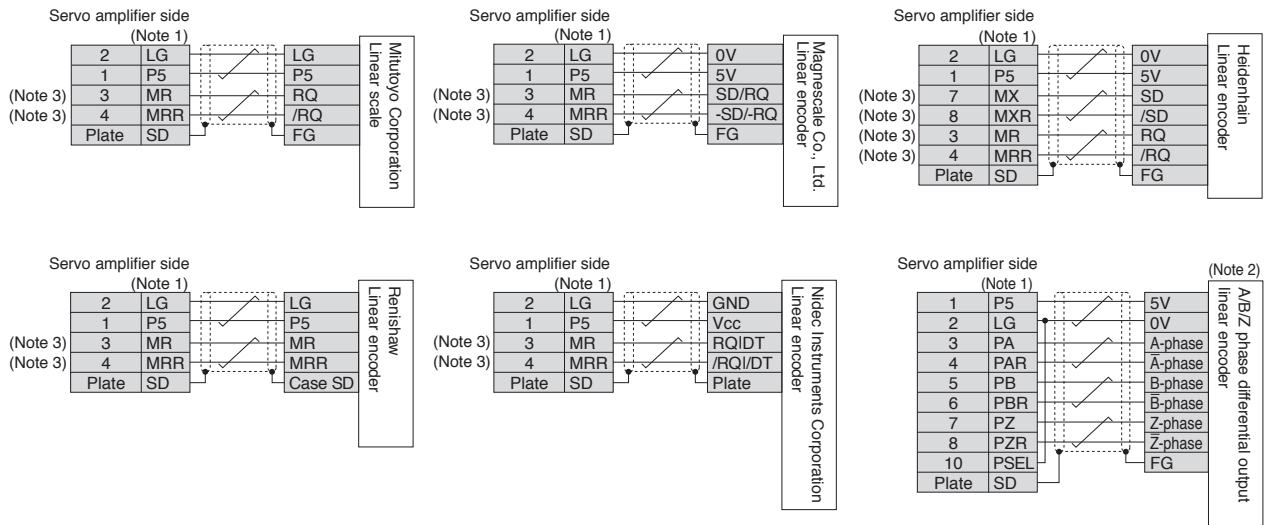 Servo amplifier side
(Note 1)
2 LG LG
1 P5 P5
(Note 3) 3 MR RQ
(Note 3) 4 MRR /RQ
Plate SD FG
Mitutoyo Corporation
Linear scale
Servo amplifier side
(Note 1)
2 LG 0V
1 P5 5V
(Note 3) 3 MR SD/RQ
(Note 3) 4 MRR -SD/-RQ
Plate SD FG
Magnescale Co., Ltd.
Linear encoder
Servo amplifier side
(Note 1)
2 LG 0V
1 P5 5V
(Note 3) 7 MX SD
(Note 3) 8 MXR /SD
(Note 3) 3 MR RQ
(Note 3) 4 MRR /RQ
Plate SD FG
Heidenhain
Linear encoder
Servo amplifier side
(Note 1)
2 LG LG
1 P5 P5
(Note 3) 3 MR MR
(Note 3) 4 MRR MRR
Plate SD Case SD
Renishaw
Linear encoder
Servo amplifier side
(Note 1)
2 LG GND
1 P5 Vcc
(Note 3) 3 MR RQIDT
(Note 3) 4 MRR /RQI/DT
Plate SD Plate
Nidec Instruments Corporation
Linear encoder
Servo amplifier side
(Note 1)
(Note 2)
1 P5 5V
2 LG 0V
3 PA A-phase
4 PAR A̅-phase
5 PB B-phase
6 PBR B̅-phase
7 PZ Z-phase
8 PZR Z̅-phase
10 PSEL FG
Plate SD
A/B/Z phase differential output
linear encoder